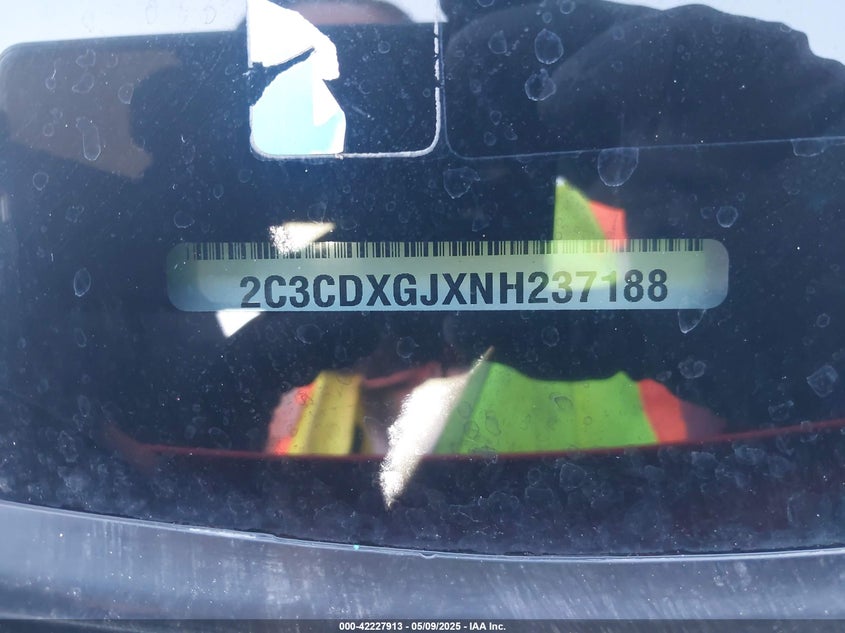 2C3CDXGJXNH237188
000-42227913 - 05/09/2025 - IAA Inc.